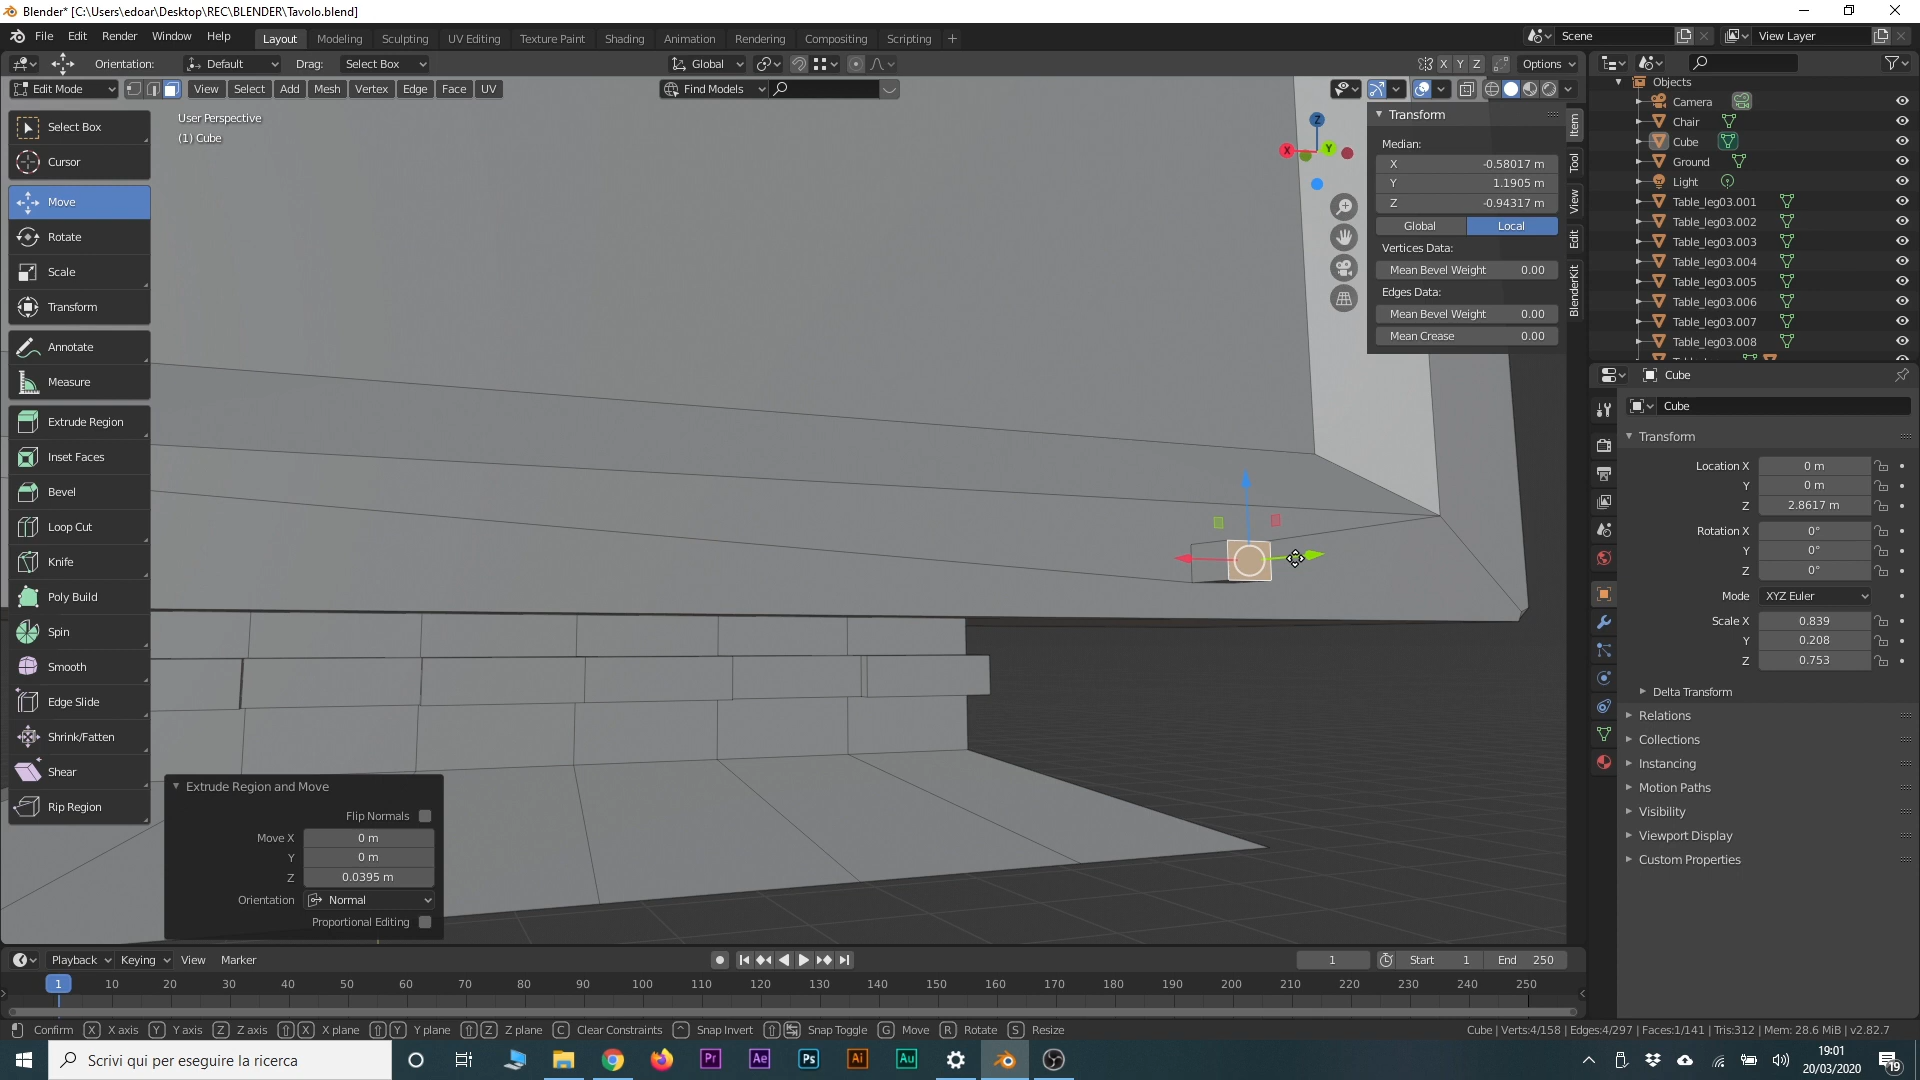 Blender* [C:\Users\edoar\Desktop\REC\BLENDER\Tavolo.blend]
File Edit Render Window Help Layout Modeling Sculpting UV Editing Texture Paint Shading Animation Rendering Compositing Scripting + Scene View Layer
Orientation: Default Drag: Select Box Global X Y Z Options
Edit Mode View Select Add Mesh Vertex Edge Face UV Find Models
User Perspective
(1) Cube
Select Box
Cursor
Move
Rotate
Scale
Transform
Annotate
Measure
Extrude Region
Inset Faces
Bevel
Loop Cut
Knife
Poly Build
Spin
Smooth
Edge Slide
Shrink/Fatten
Shear
Rip Region
Z
X
Y
Transform
Median:
X -0.58017 m
Y 1.1905 m
Z -0.94317 m
Global Local
Vertices Data:
Mean Bevel Weight 0.00
Edges Data:
Mean Bevel Weight 0.00
Mean Crease 0.00
Item
Tool
View
Edit
BlenderKit
Objects
Camera
Chair
Cube
Ground
Light
Table_leg03.001
Table_leg03.002
Table_leg03.003
Table_leg03.004
Table_leg03.005
Table_leg03.006
Table_leg03.007
Table_leg03.008
Cube
Cube
Transform
Location X 0 m
Y 0 m
Z 2.8617 m
Rotation X 0°
Y 0°
Z 0°
Mode XYZ Euler
Scale X 0.839
Y 0.208
Z 0.753
Delta Transform
Relations
Collections
Instancing
Motion Paths
Visibility
Viewport Display
Custom Properties
Extrude Region and Move
Flip Normals
Move X 0 m
Y 0 m
Z 0.0395 m
Orientation Normal
Proportional Editing
Playback Keying View Marker 1 Start 1 End 250
1 10 20 30 40 50 60 70 80 90 100 110 120 130 140 150 160 170 180 190 200 210 220 230 240 250
Confirm X X axis Y Y axis Z Z axis X X plane Y Y plane Z Z plane C Clear Constraints ^ Snap Invert Snap Toggle G Move R Rotate S Resize Cube | Verts:4/158 | Edges:4/297 | Faces:1/141 | Tris:312 | Mem: 28.6 MiB | v2.82.7
Scrivi qui per eseguire la ricerca Pr Ae Ps Ai Au
19:01
20/03/2020
19